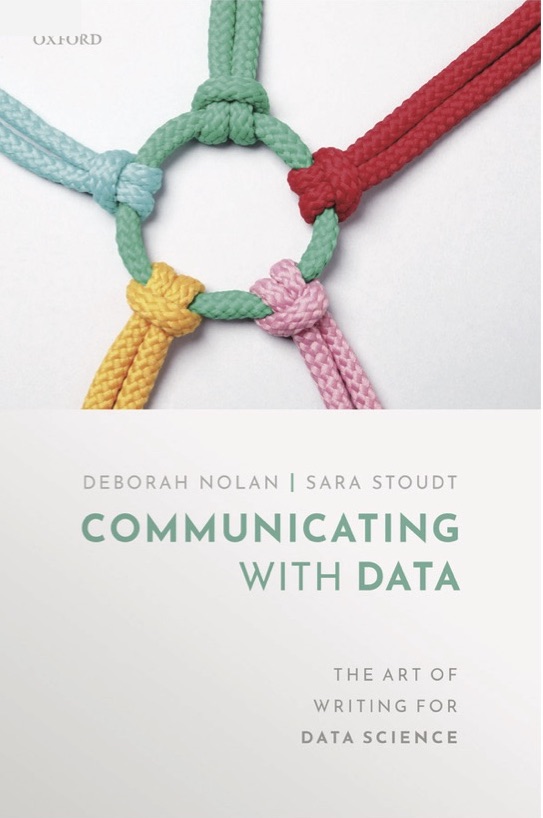 OXFORD
DEBORAH NOLAN | SARA STOUDT
COMMUNICATING
WITH DATA
THE ART OF
WRITING FOR
DATA SCIENCE